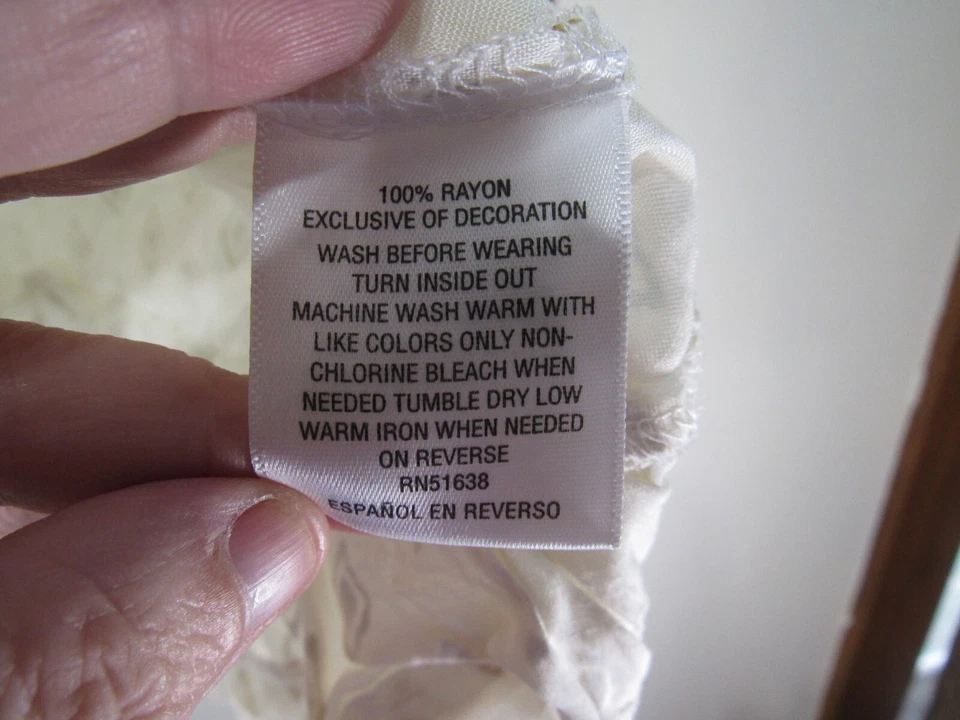 100% RAYON
EXCLUSIVE OF DECORATION
WASH BEFORE WEARING
TURN INSIDE OUT
MACHINE WASH WARM WITH
LIKE COLORS ONLY NON-
CHLORINE BLEACH WHEN
NEEDED TUMBLE DRY LOW
WARM IRON WHEN NEEDED
ON REVERSE
RN51638
ESPAÑOL EN REVERSO